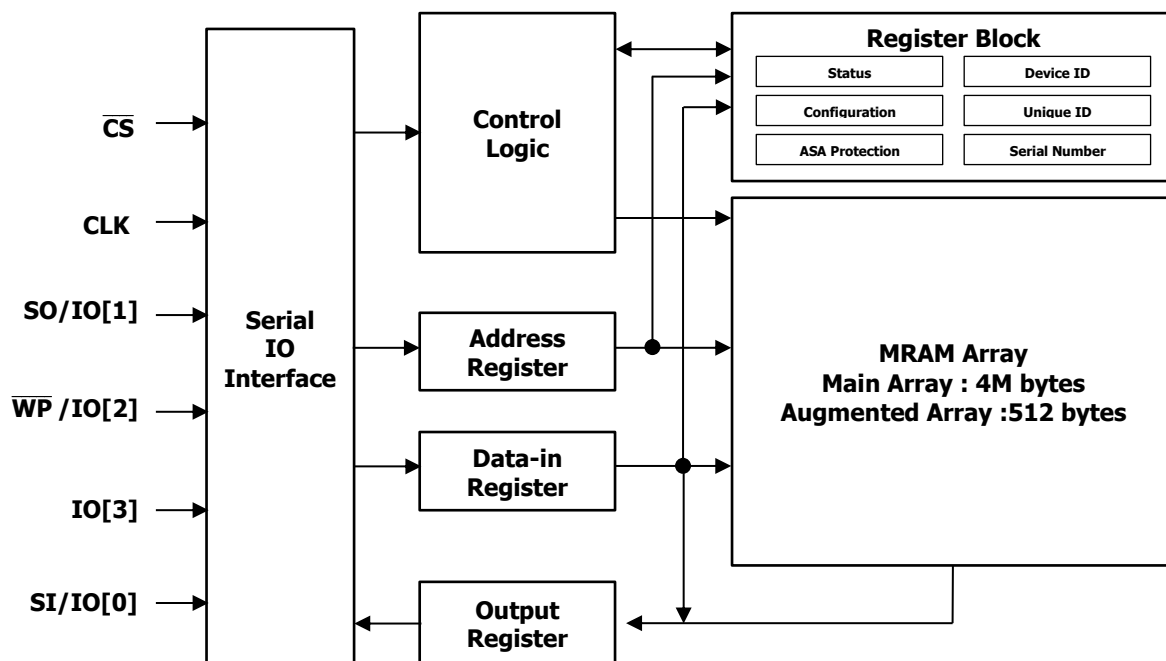 Register Block
Status
Device ID
Configuration
Unique ID
ASA Protection
Serial Number
Control
Logic
C̅S̅
CLK
SO/IO[1]
W̅P̅ /IO[2]
IO[3]
SI/IO[0]
Serial
IO
Interface
Address
Register
Data-in
Register
Output
Register
MRAM Array
Main Array : 4M bytes
Augmented Array :512 bytes